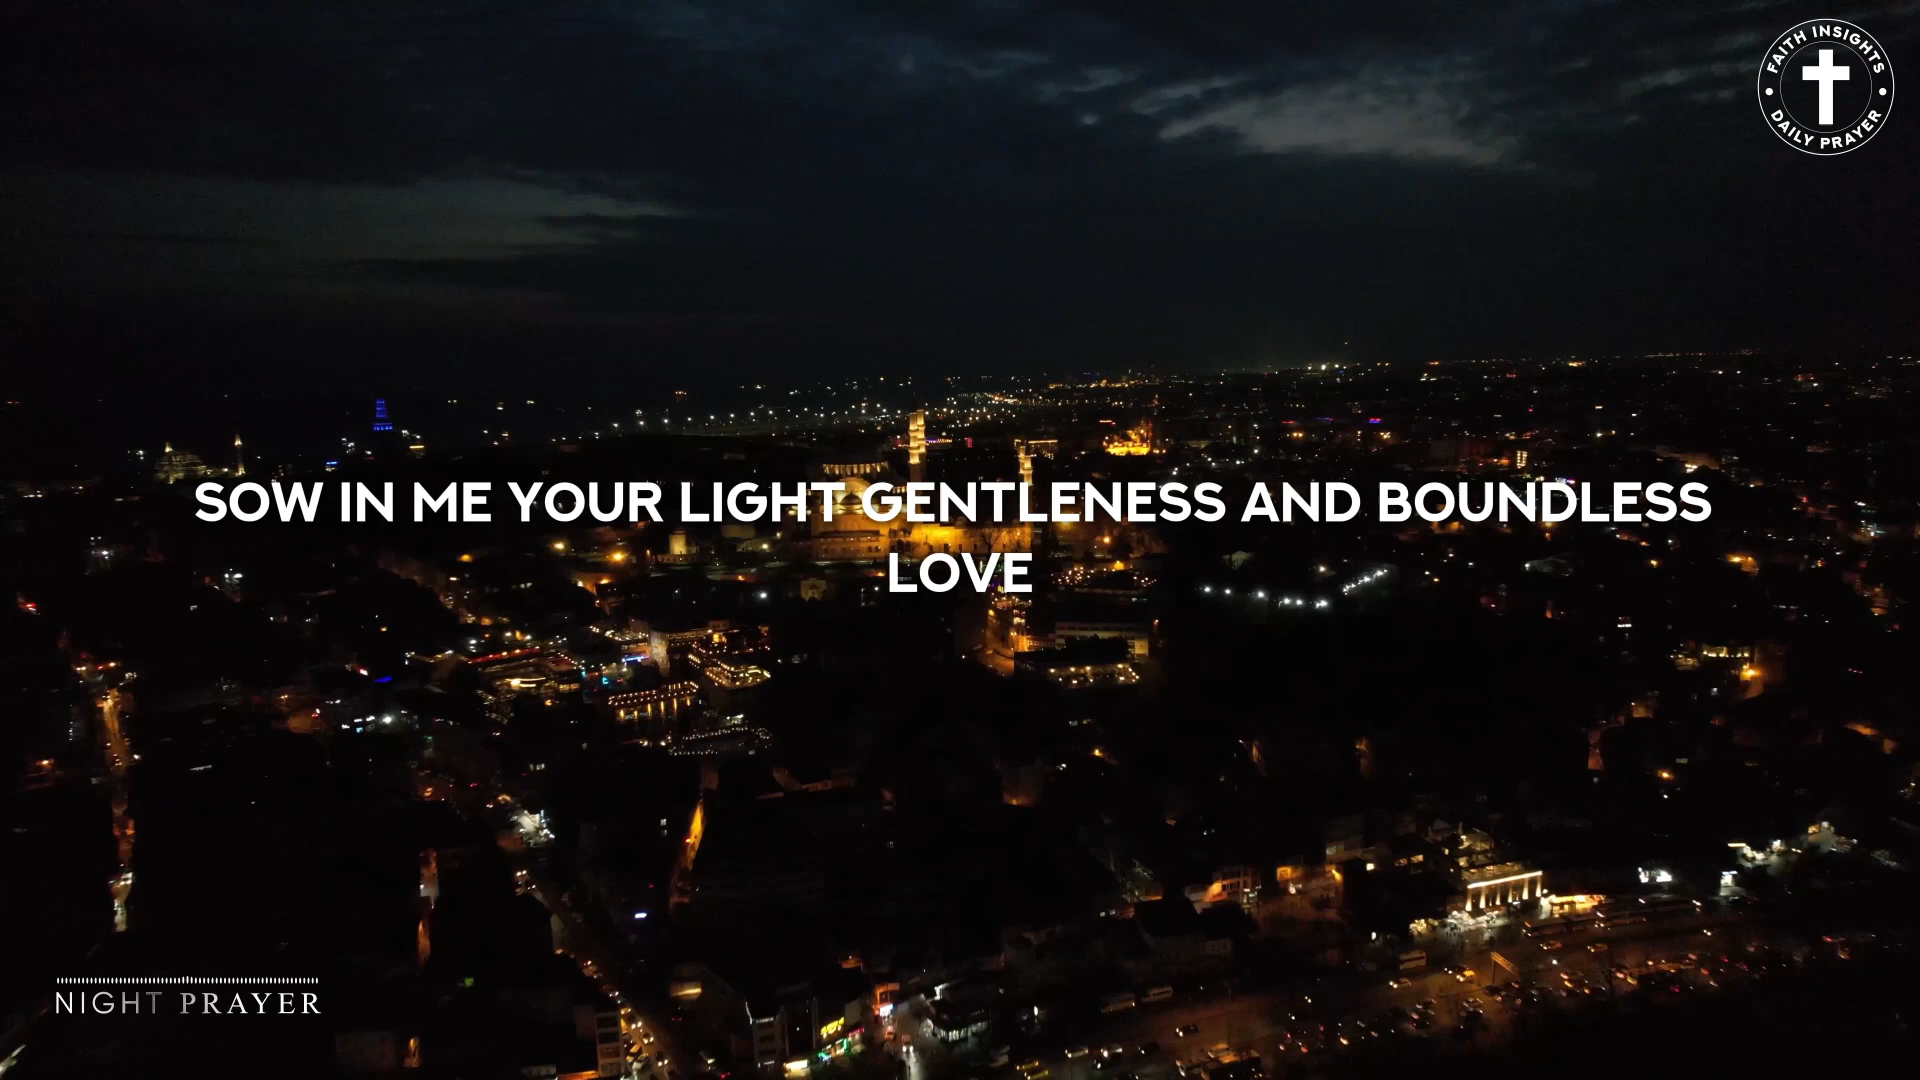 FAITH INSIGHTS
DAILY PRAYER
SOW IN ME YOUR LIGHT GENTLENESS AND BOUNDLESS
LOVE
NIGHT PRAYER